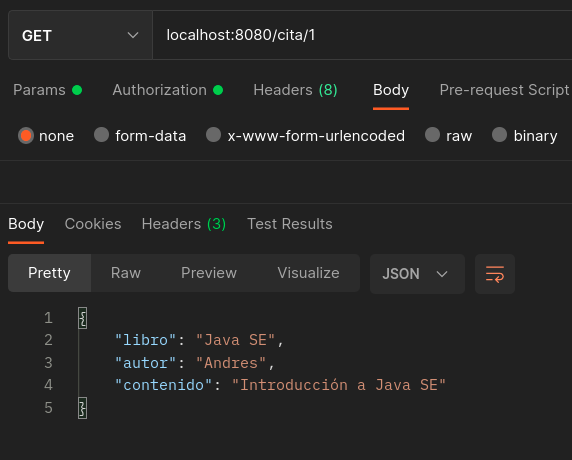 GET localhost:8080/cita/1
Params Authorization Headers (8) Body Pre-request Script
none form-data x-www-form-urlencoded raw binary
Body Cookies Headers (3) Test Results
Pretty Raw Preview Visualize JSON
1 {
2 "libro": "Java SE",
3 "autor": "Andres",
4 "contenido": "Introducción a Java SE"
5 }